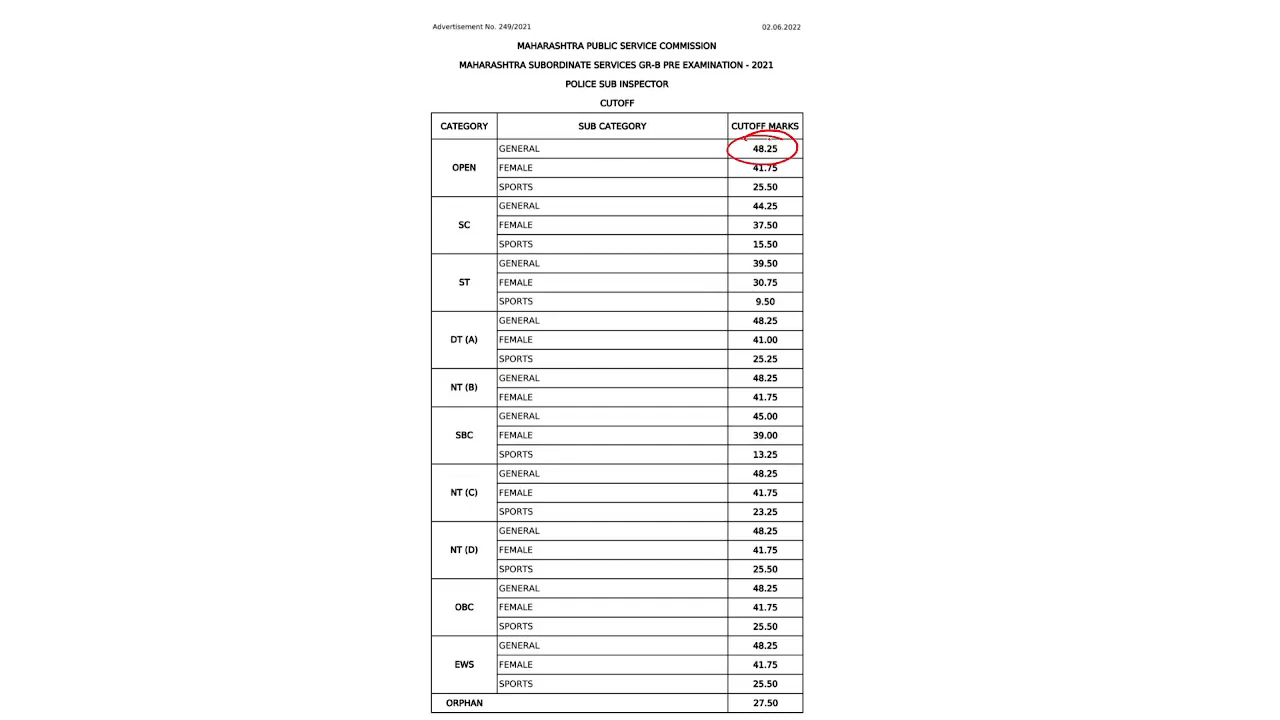 Advertisement No. 249/2021 02.06.2022
MAHARASHTRA PUBLIC SERVICE COMMISSION
MAHARASHTRA SUBORDINATE SERVICES GR-B PRE EXAMINATION - 2021
POLICE SUB INSPECTOR
CUTOFF
CATEGORY SUB CATEGORY CUTOFF MARKS
OPEN GENERAL 48.25
FEMALE 41.75
SPORTS 25.50
SC GENERAL 44.25
FEMALE 37.50
SPORTS 15.50
ST GENERAL 39.50
FEMALE 30.75
SPORTS 9.50
DT (A) GENERAL 48.25
FEMALE 41.00
SPORTS 25.25
NT (B) GENERAL 48.25
FEMALE 41.75
SBC GENERAL 45.00
FEMALE 39.00
SPORTS 13.25
NT (C) GENERAL 48.25
FEMALE 41.75
SPORTS 23.25
NT (D) GENERAL 48.25
FEMALE 41.75
SPORTS 25.50
OBC GENERAL 48.25
FEMALE 41.75
SPORTS 25.50
EWS GENERAL 48.25
FEMALE 41.75
SPORTS 25.50
ORPHAN 27.50